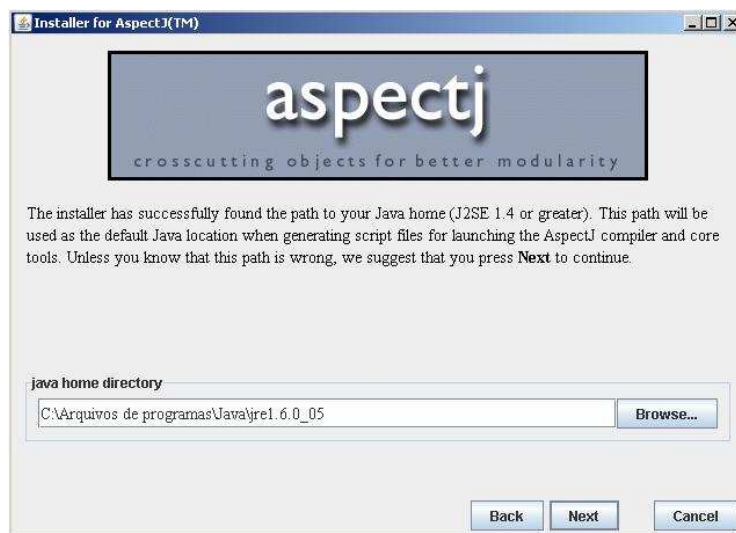 Installer for AspectJ(TM)
aspectj
crosscutting objects for better modularity
The installer has successfully found the path to your Java home (J2SE 1.4 or greater). This path will be
used as the default Java location when generating script files for launching the AspectJ compiler and core
tools. Unless you know that this path is wrong, we suggest that you press Next to continue.
java home directory
C:\Arquivos de programas\Java\jre1.6.0_05
Browse...
Back
Next
Cancel